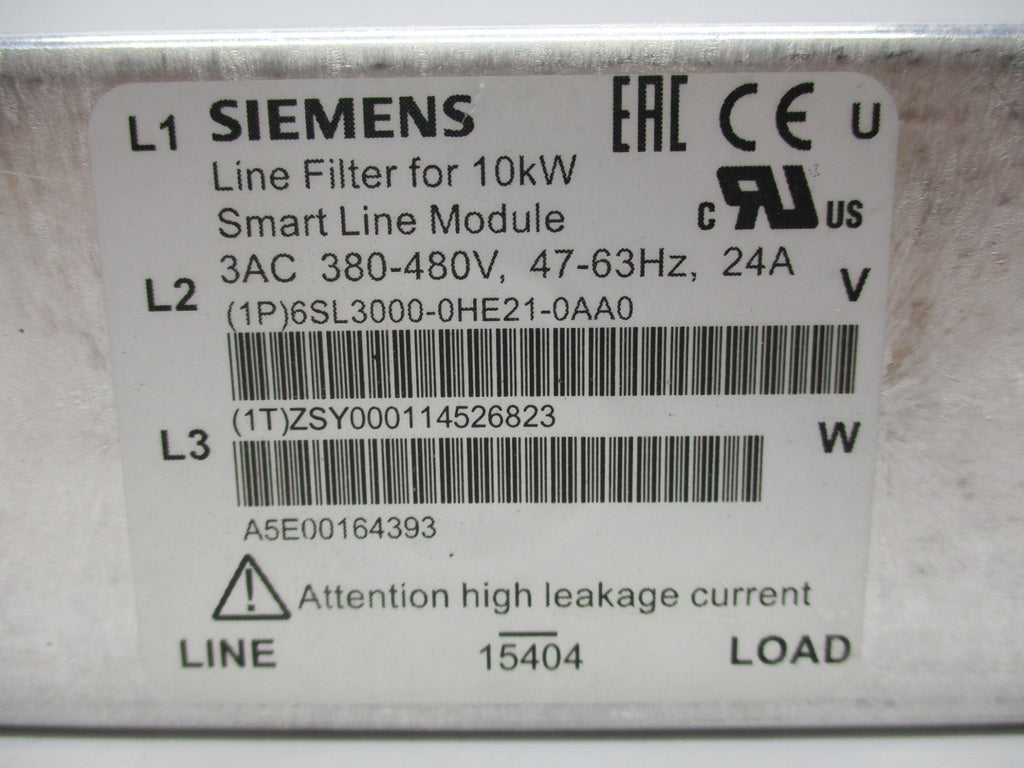 L1 SIEMENS EAC CE U
Line Filter for 10kW
Smart Line Module C RU US
3AC 380-480V, 47-63Hz, 24A
L2 V
(1P)6SL3000-0HE21-0AA0
(1T)ZSY000114526823
L3 W
A5E00164393
Attention high leakage current
LINE 15404 LOAD